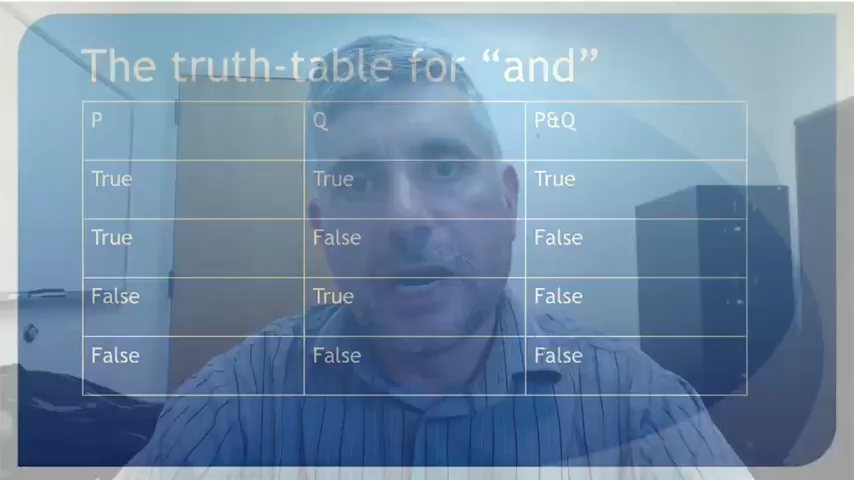 The truth-table for “and”
P Q P&Q
True True True
True False False
False True False
False False False